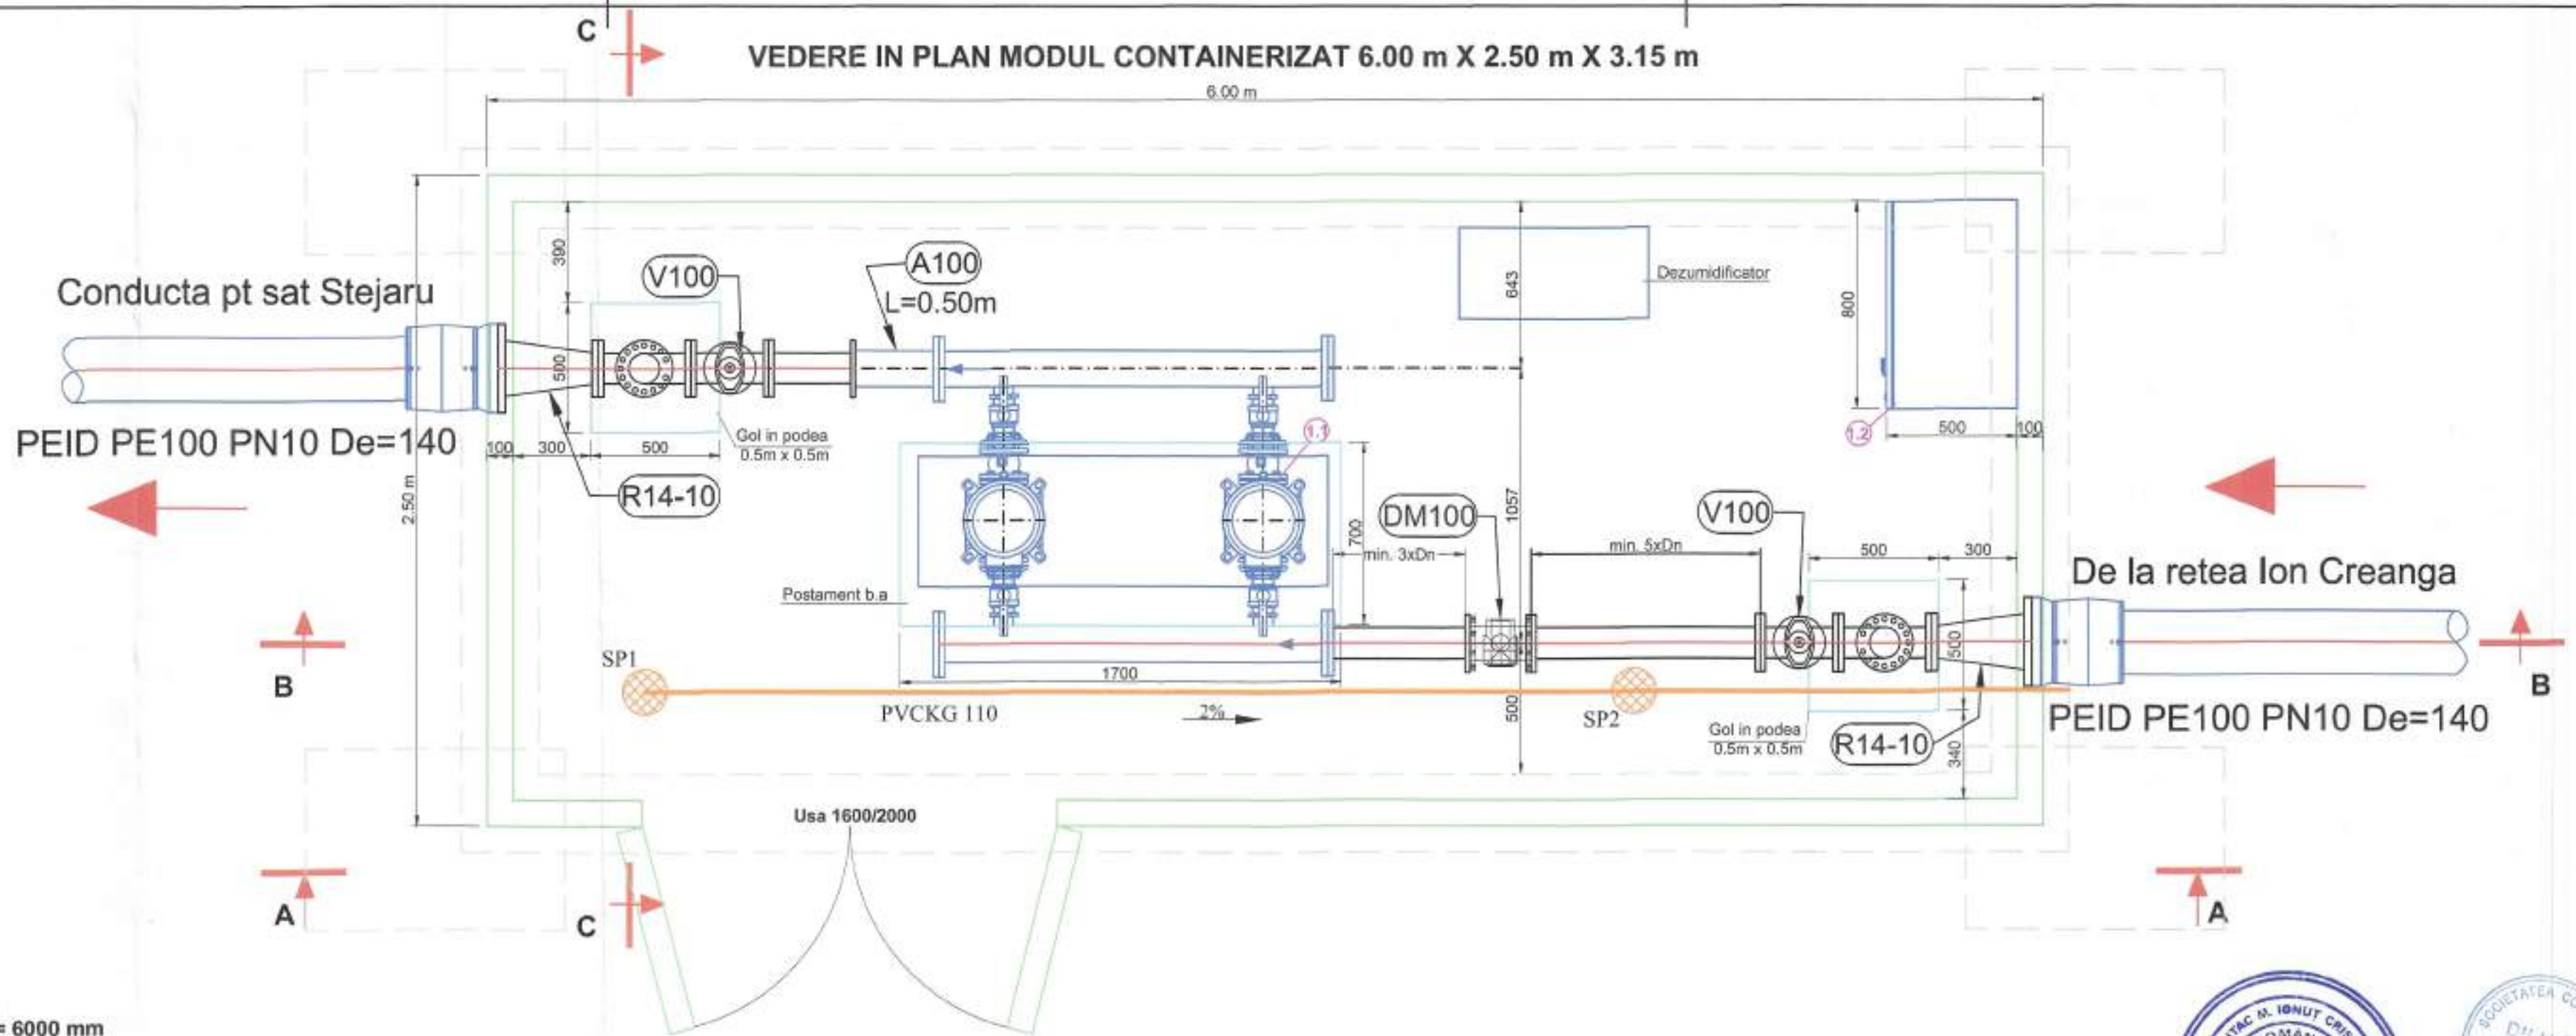 C
VEDERE IN PLAN MODUL CONTAINERIZAT 6.00 m X 2.50 m X 3.15 m
6.00 m
390
V100
A100
L=0.50m
643
Dezumidificator
800
Conducta pt sat Stejaru
500
1.1
1.2
500
100
PEID PE100 PN10 De=140
100
300
500
Gol in podea
0.5m x 0.5m
R14-10
2.50 m
700
DM100
1057
V100
min. 3xDn
min. 5xDn
500
300
De la retea Ion Creanga
Postament b.a
500
SP1
1700
B
B
PVCKG 110
2%
500
SP2
Gol in podea
0.5m x 0.5m
R14-10
340
PEID PE100 PN10 De=140
Usa 1600/2000
A
C
A
= 6000 mm
M. IONUT
SOCIETATEA